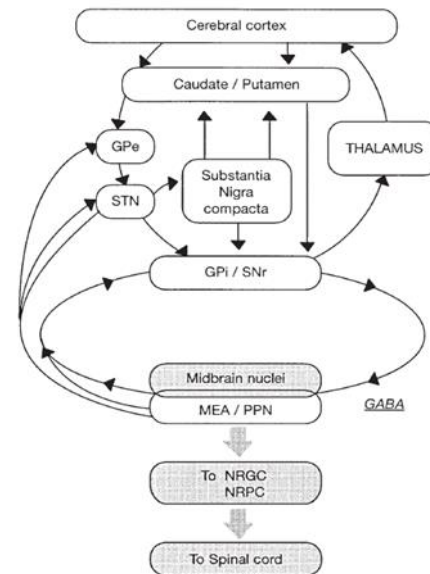 Cerebral cortex
Caudate / Putamen
GPe
THALAMUS
Substantia
Nigra
compacta
STN
GPi / SNr
Midbrain nuclei
MEA / PPN
GABA
To NRGC
NRPC
To Spinal cord